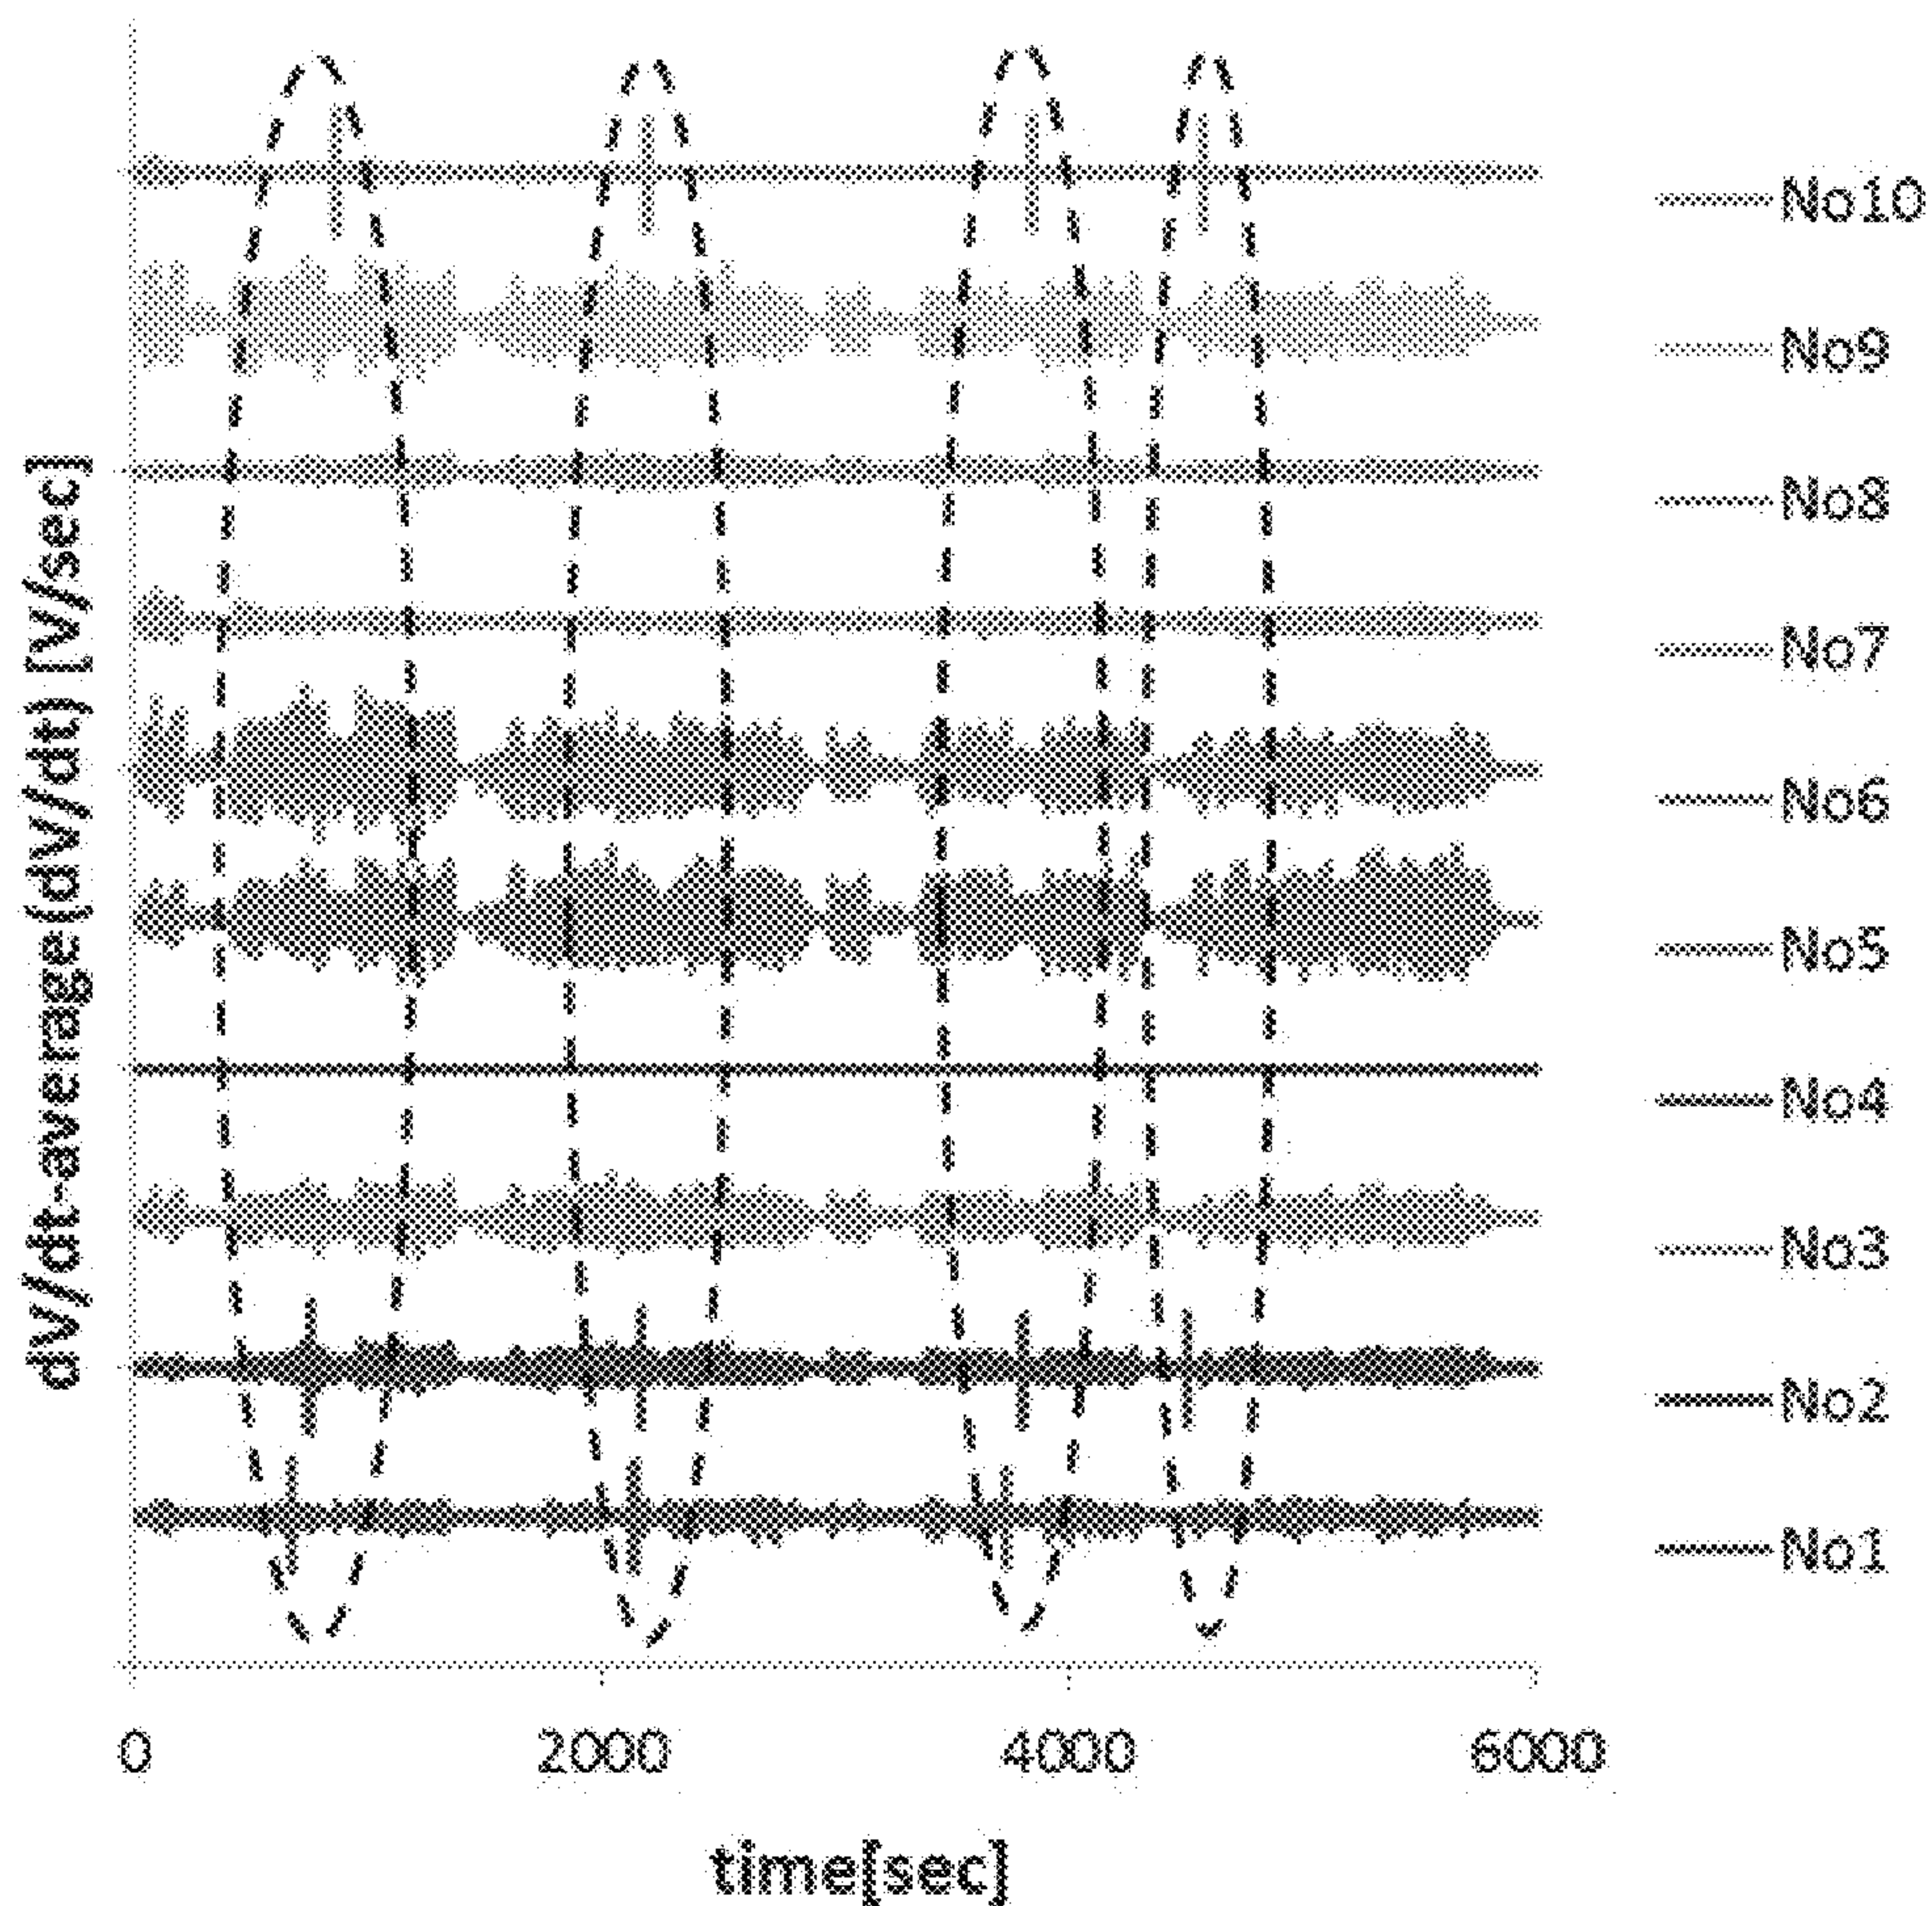 dV/dt-average(dV/dt) [V/sec]
No10
No9
No8
No7
No6
No5
No4
No3
No2
No1
0 2000 4000 6000
time[sec]